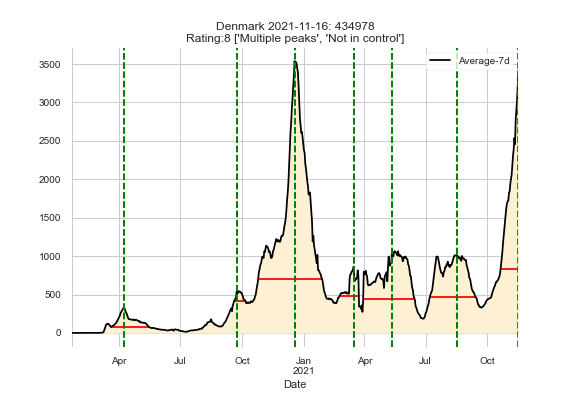 Denmark 2021-11-16: 434978
Rating:8 ['Multiple peaks', 'Not in control']
Average-7d
3500
3000
2500
2000
1500
1000
500
0
Apr Jul Oct Jan Apr Jul Oct
2021
Date